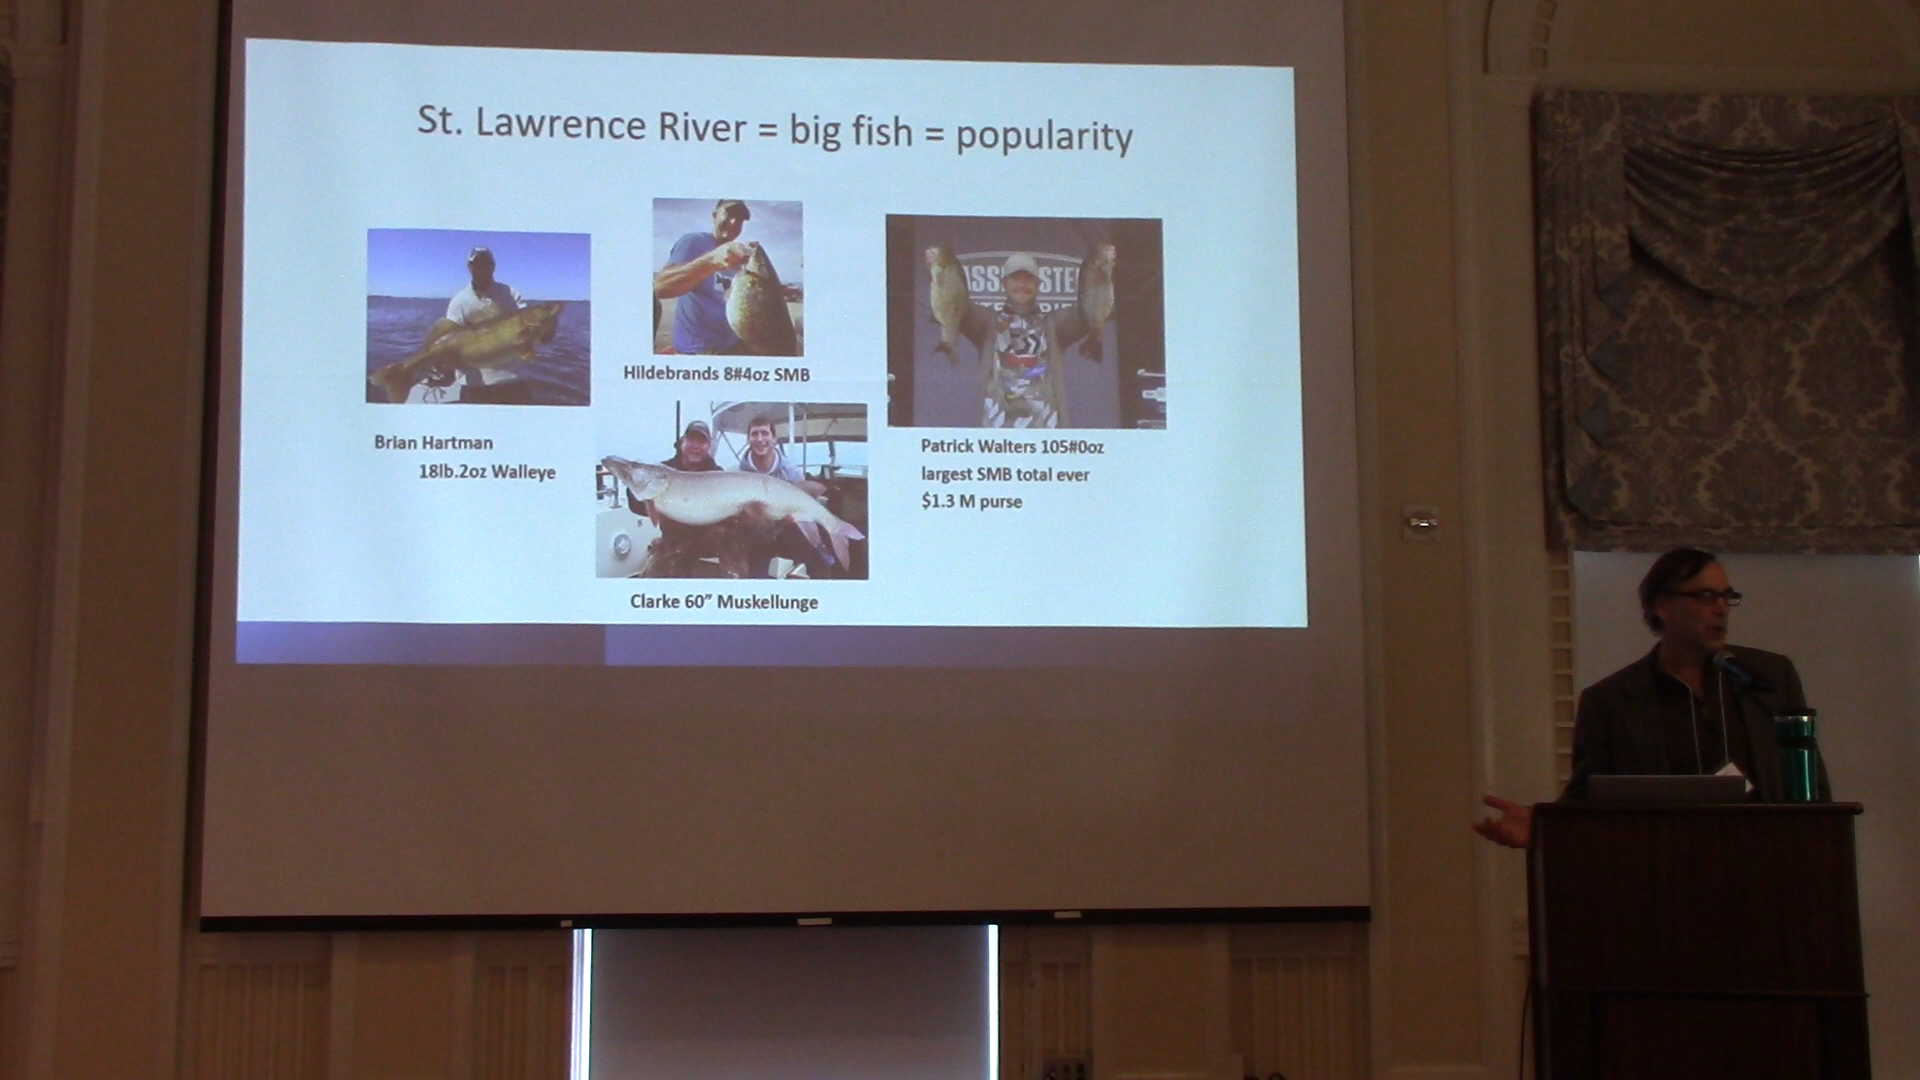 St. Lawrence River = big fish = popularity
Hildebrands 8#4oz SMB
Brian Hartman
18lb.2oz Walleye
Patrick Walters 105#0oz
largest SMB total ever
$1.3 M purse
Clarke 60” Muskellunge